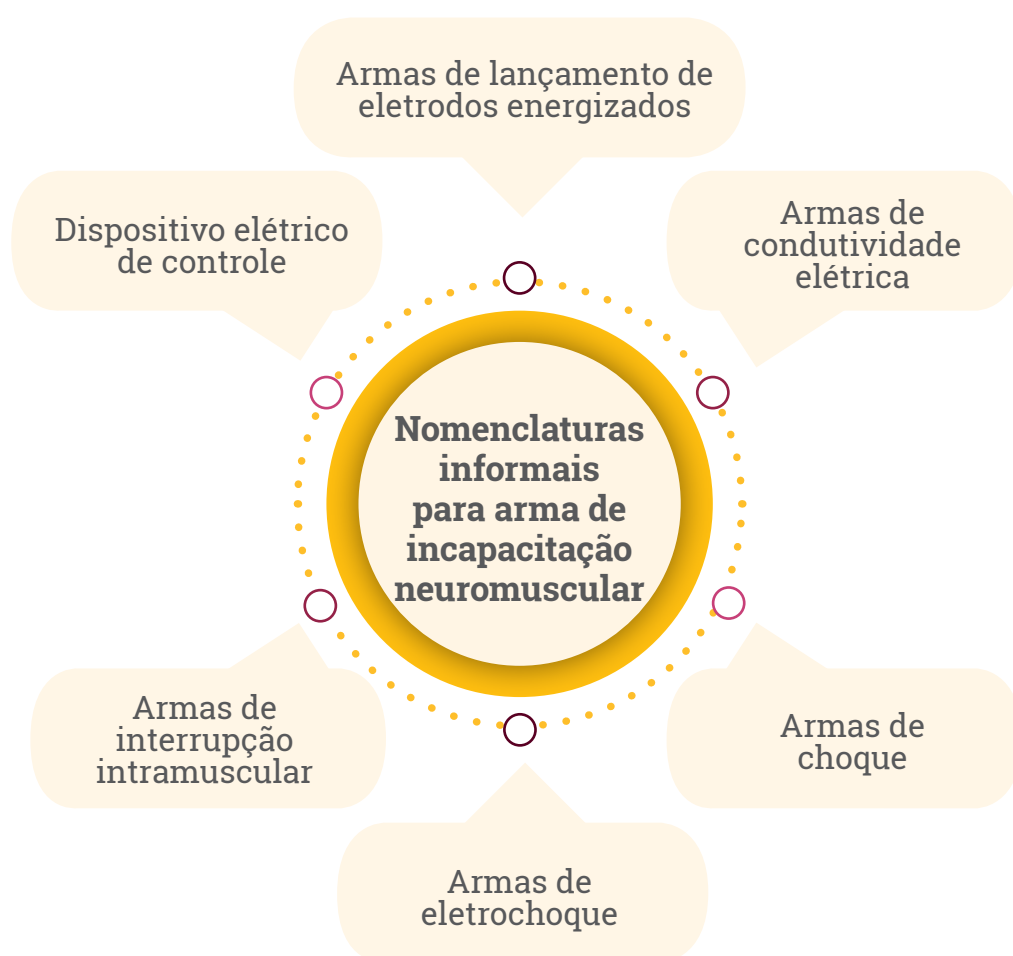 Armas de lançamento de
eletrodos energizados
Dispositivo elétrico
de controle
Armas de
condutividade
elétrica
Nomenclaturas
informais
para arma de
incapacitação
neuromuscular
Armas de
interrupção
intramuscular
Armas de
choque
Armas de
eletrochoque